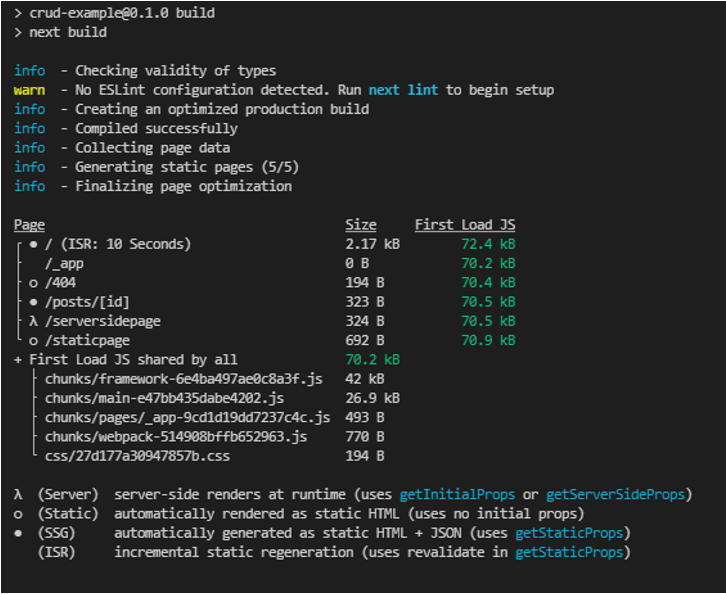 > crud-example@0.1.0 build
> next build
info - Checking validity of types
warn - No ESLint configuration detected. Run next lint to begin setup
info - Creating an optimized production build
info - Compiled successfully
info - Collecting page data
info - Generating static pages (5/5)
info - Finalizing page optimization
Page Size First Load JS
┌ ● / (ISR: 10 Seconds) 2.17 kB 72.4 kB
├ /_app 0 B 70.2 kB
├ ○ /404 194 B 70.4 kB
├ ● /posts/[id] 323 B 70.5 kB
├ λ /serversidepage 324 B 70.5 kB
└ ○ /staticpage 692 B 70.9 kB
+ First Load JS shared by all 70.2 kB
├ chunks/framework-6e4ba497ae0c8a3f.js 42 kB
├ chunks/main-e47bb435dabe4202.js 26.9 kB
├ chunks/pages/_app-9cd1d19dd7237c4c.js 493 B
├ chunks/webpack-514908bffb652963.js 770 B
└ css/27d177a30947857b.css 194 B
λ (Server) server-side renders at runtime (uses getInitialProps or getServerSideProps)
○ (Static) automatically rendered as static HTML (uses no initial props)
● (SSG) automatically generated as static HTML + JSON (uses getStaticProps)
(ISR) incremental static regeneration (uses revalidate in getStaticProps)